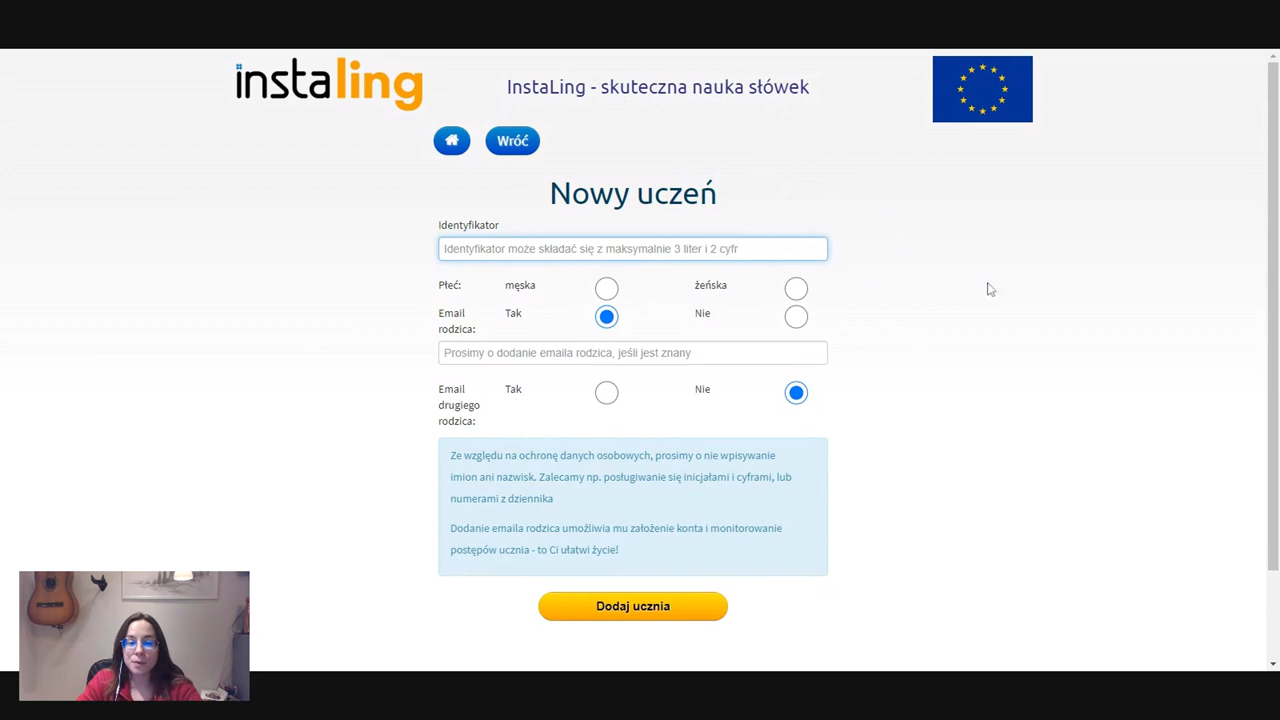 instaling
InstaLing - skuteczna nauka słówek
Wróć
Nowy uczeń
Identyfikator
Identyfikator może składać się z maksymalnie 3 liter i 2 cyfr
Płeć: męska żeńska
Email rodzica: Tak Nie
Prosimy o dodanie emaila rodzica, jeśli jest znany
Email drugiego rodzica: Tak Nie
Ze względu na ochronę danych osobowych, prosimy o nie wpisywanie
imion ani nazwisk. Zalecamy np. posługiwanie się inicjałami i cyframi, lub
numerami z dziennika
Dodanie emaila rodzica umożliwia mu założenie konta i monitorowanie
postępów ucznia - to Ci ułatwi życie!
Dodaj ucznia